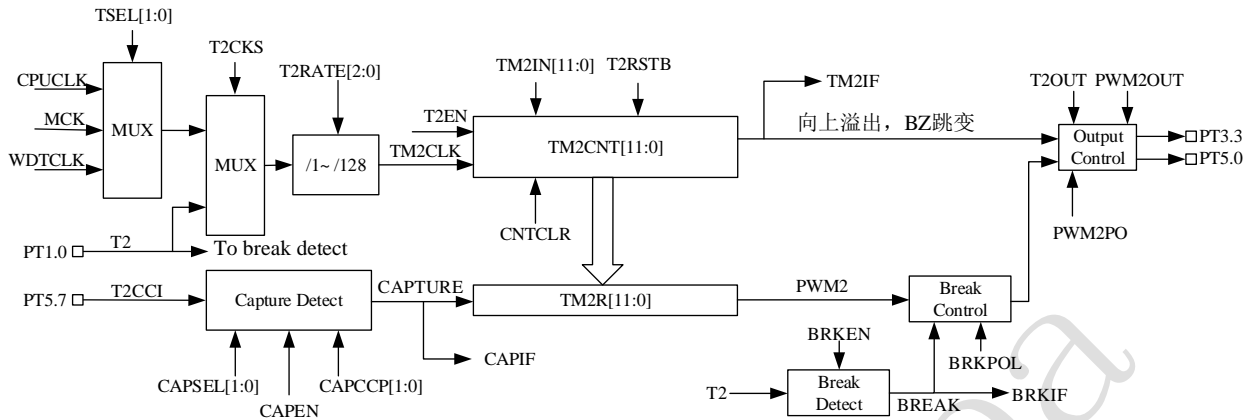 TSEL[1:0]
T2CKS
CPUCLK
MCK
WDTCLK
MUX
MUX
T2RATE[2:0]
/1~ /128
TM2IN[11:0]
T2RSTB
T2EN
TM2CLK
TM2CNT[11:0]
CNTCLR
TM2IF
向上溢出，BZ跳变
T2OUT
PWM2OUT
Output
Control
PT3.3
PT5.0
PWM2PO
PT1.0
T2
To break detect
PT5.7
T2CCI
Capture Detect
CAPTURE
CAPIF
CAPSEL[1:0]
CAPEN
CAPCCP[1:0]
TM2R[11:0]
PWM2
Break
Control
BRKPOL
BRKEN
T2
Break
Detect
BREAK
BRKIF